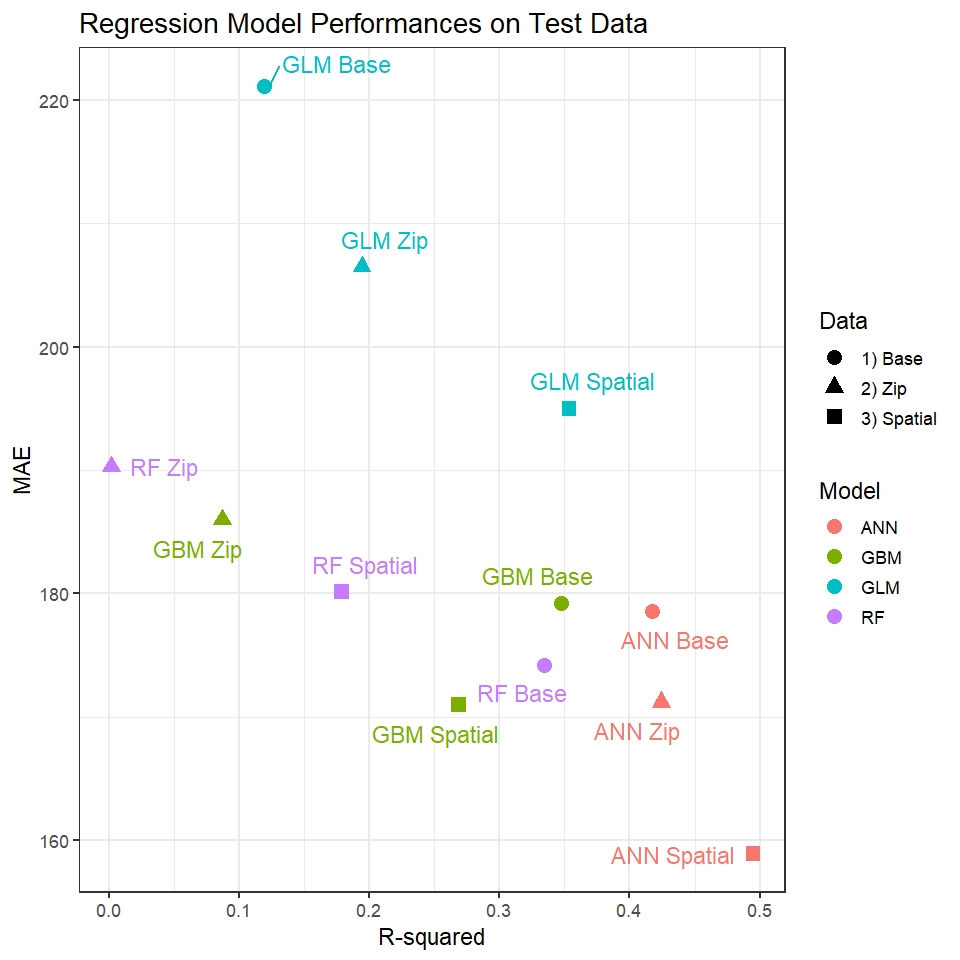 Regression Model Performances on Test Data
GLM Base
220
GLM Zip
200
GLM Spatial
RF Zip
GBM Zip
RF Spatial
GBM Base
180
ANN Base
RF Base
GBM Spatial
ANN Zip
160
ANN Spatial
MAE
0.0 0.1 0.2 0.3 0.4 0.5
R-squared
Data
1) Base
2) Zip
3) Spatial
Model
ANN
GBM
GLM
RF